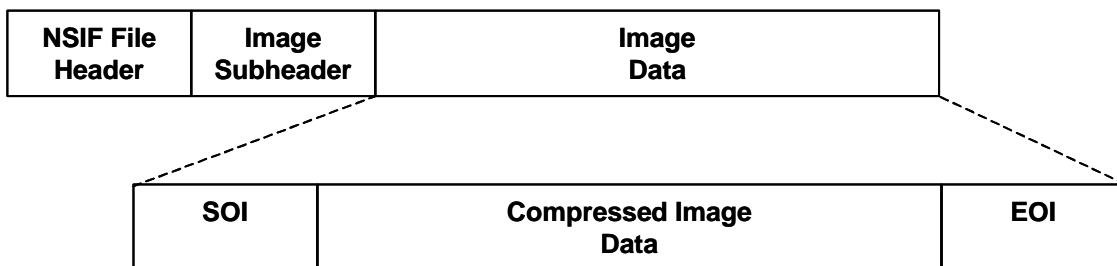 NSIF File
Header
Image
Subheader
Image
Data
SOI
Compressed Image
Data
EOI